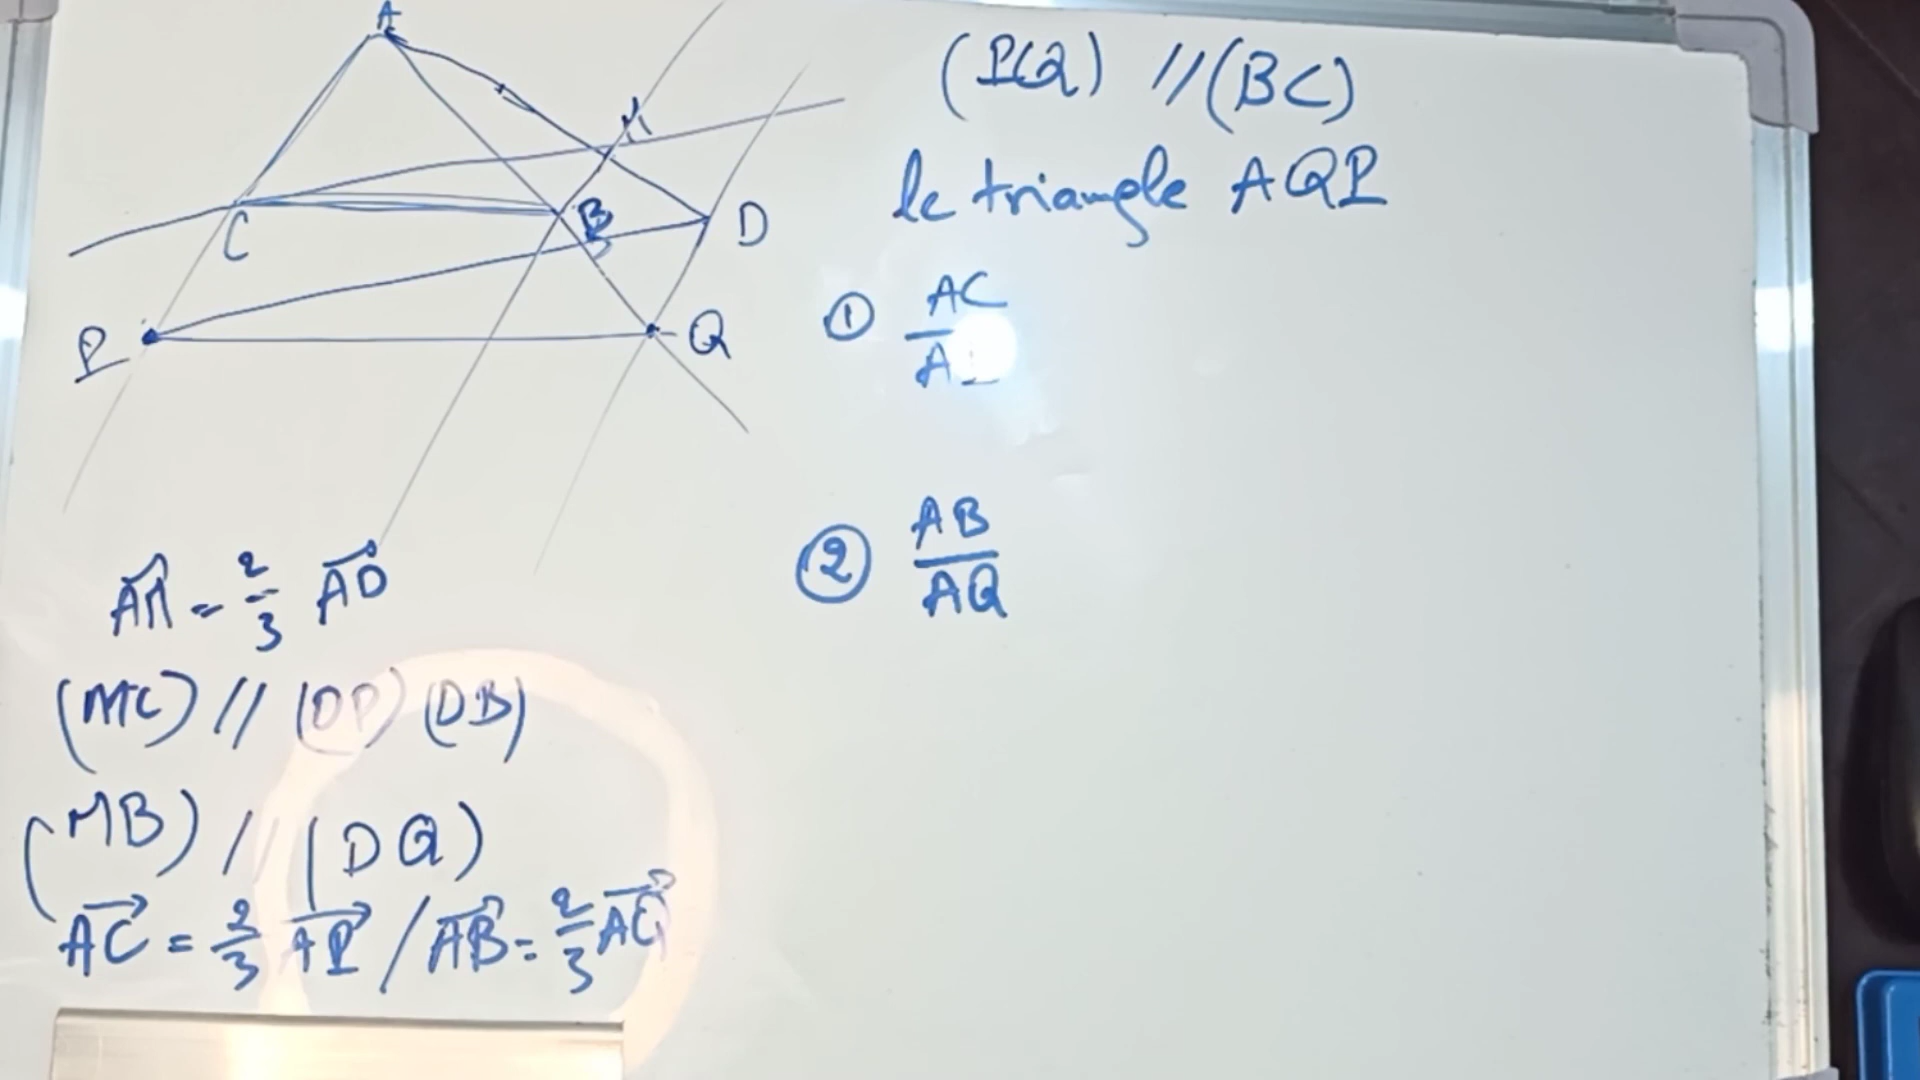 A
M
C
B
D
P
Q
(PQ) // (BC)
le triangle AQP
① AC
A
② AB
AQ
AM = 2/3 AD
(MC) // (DP) (DB)
(MB) // (DQ)
AC = 2/3 AP / AB = 2/3 AQ